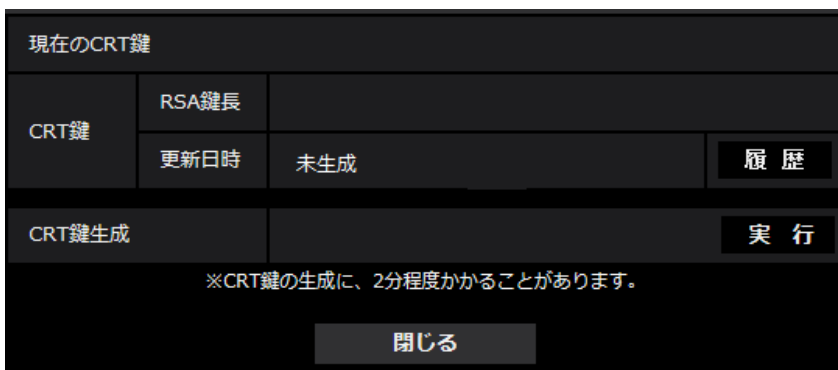 現在のCRT鍵
CRT鍵
RSA鍵長
更新日時
未生成
履 歴
CRT鍵生成
実 行
※CRT鍵の生成に、2分程度かかることがあります。
閉じる